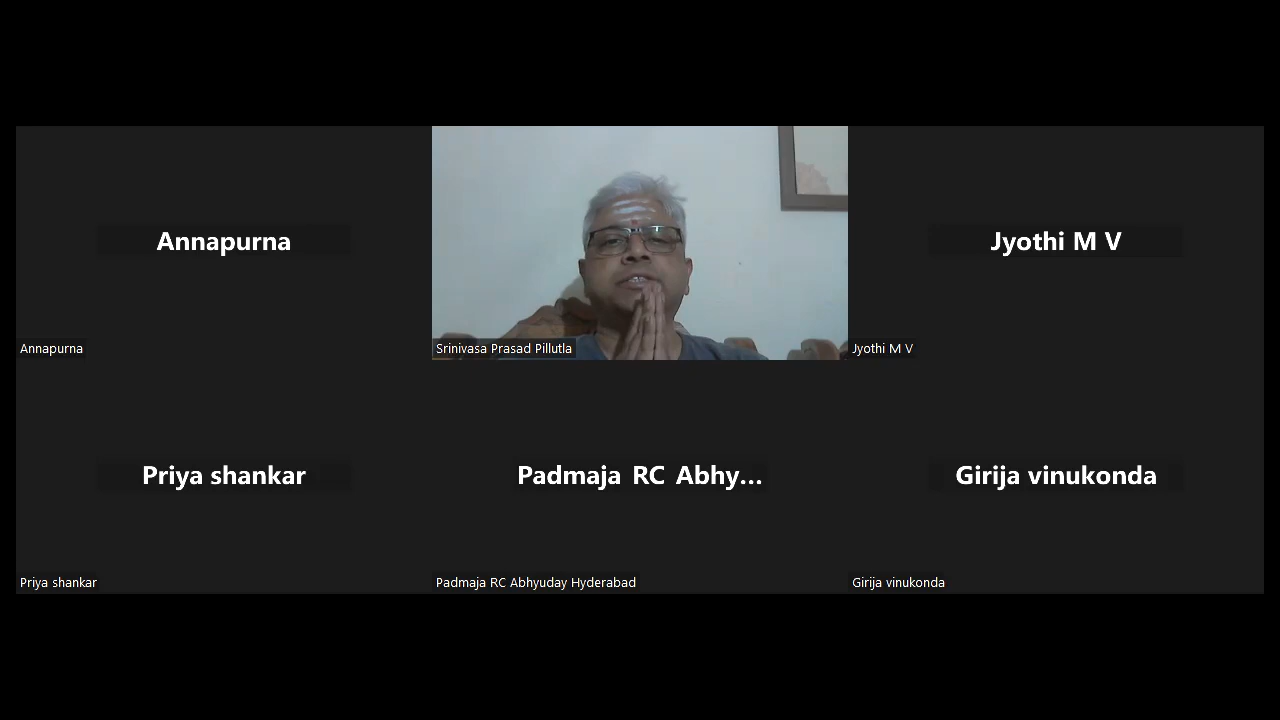 Annapurna
Annapurna
Srinivasa Prasad Pillutla
Jyothi M V
Jyothi M V
Priya shankar
Priya shankar
Padmaja RC Abhy...
Padmaja RC Abhyuday Hyderabad
Girija vinukonda
Girija vinukonda